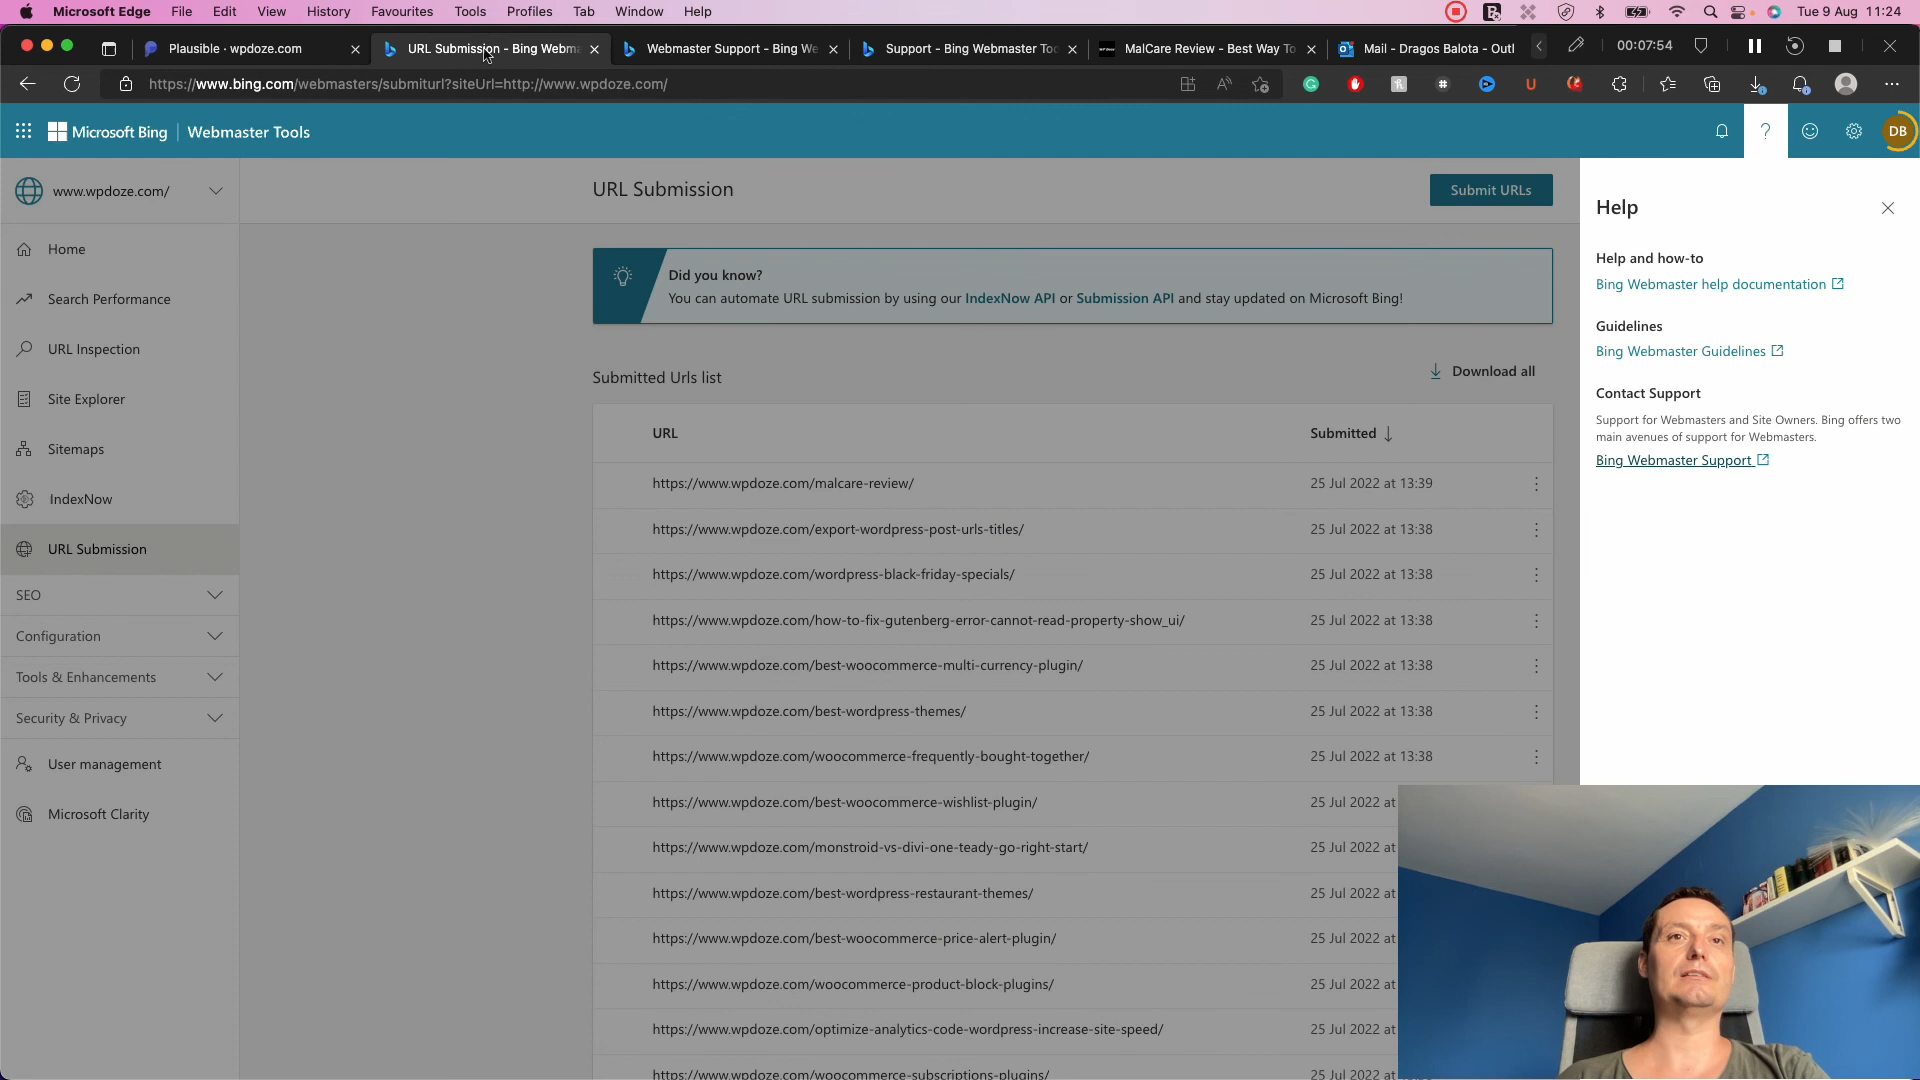 Microsoft Edge File Edit View History Favourites Tools Profiles Tab Window Help Tue 9 Aug 11:24
Plausible · wpdoze.com
URL Submission - Bing Webma
Webmaster Support - Bing We
Support - Bing Webmaster Too
MalCare Review - Best Way To
Mail - Dragos Balota - Outl
00:07:54
https://www.bing.com/webmasters/submiturl?siteUrl=http://www.wpdoze.com/
Microsoft Bing Webmaster Tools
DB
www.wpdoze.com/
Home
Search Performance
URL Inspection
Site Explorer
Sitemaps
IndexNow
URL Submission
SEO
Configuration
Tools & Enhancements
Security & Privacy
User management
Microsoft Clarity
URL Submission
Submit URLs
Did you know?
You can automate URL submission by using our IndexNow API or Submission API and stay updated on Microsoft Bing!
Submitted Urls list
Download all
URL Submitted
https://www.wpdoze.com/malcare-review/ 25 Jul 2022 at 13:39
https://www.wpdoze.com/export-wordpress-post-urls-titles/ 25 Jul 2022 at 13:38
https://www.wpdoze.com/wordpress-black-friday-specials/ 25 Jul 2022 at 13:38
https://www.wpdoze.com/how-to-fix-gutenberg-error-cannot-read-property-show_ui/ 25 Jul 2022 at 13:38
https://www.wpdoze.com/best-woocommerce-multi-currency-plugin/ 25 Jul 2022 at 13:38
https://www.wpdoze.com/best-wordpress-themes/ 25 Jul 2022 at 13:38
https://www.wpdoze.com/woocommerce-frequently-bought-together/ 25 Jul 2022 at 13:38
https://www.wpdoze.com/best-woocommerce-wishlist-plugin/ 25 Jul 2022 at
https://www.wpdoze.com/monstroid-vs-divi-one-teady-go-right-start/ 25 Jul 2022 at
https://www.wpdoze.com/best-wordpress-restaurant-themes/ 25 Jul 2022 at
https://www.wpdoze.com/best-woocommerce-price-alert-plugin/ 25 Jul 2022 at
https://www.wpdoze.com/woocommerce-product-block-plugins/ 25 Jul 2022 at
https://www.wpdoze.com/optimize-analytics-code-wordpress-increase-site-speed/ 25 Jul 2022 at
https://www.wpdoze.com/woocommerce-subscriptions-plugins/ 25 Jul 2022 at
Help
Help and how-to
Bing Webmaster help documentation
Guidelines
Bing Webmaster Guidelines
Contact Support
Support for Webmasters and Site Owners. Bing offers two
main avenues of support for Webmasters.
Bing Webmaster Support